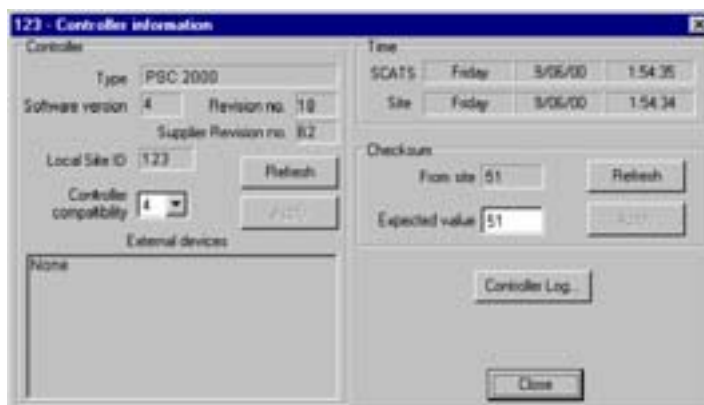 123 - Controller information
Controller
Type PSC 2000
Software version 4 Revision no. 18
Supplier Revision no. B2
Local Site ID 123
Refresh
Controller compatibility 4
External devices
None
Time
SCATS Friday 9/06/00 1:54:35
Site Friday 9/06/00 1:54:34
Checksum
From site 51
Refresh
Expected value 51
Controller Log...
Close